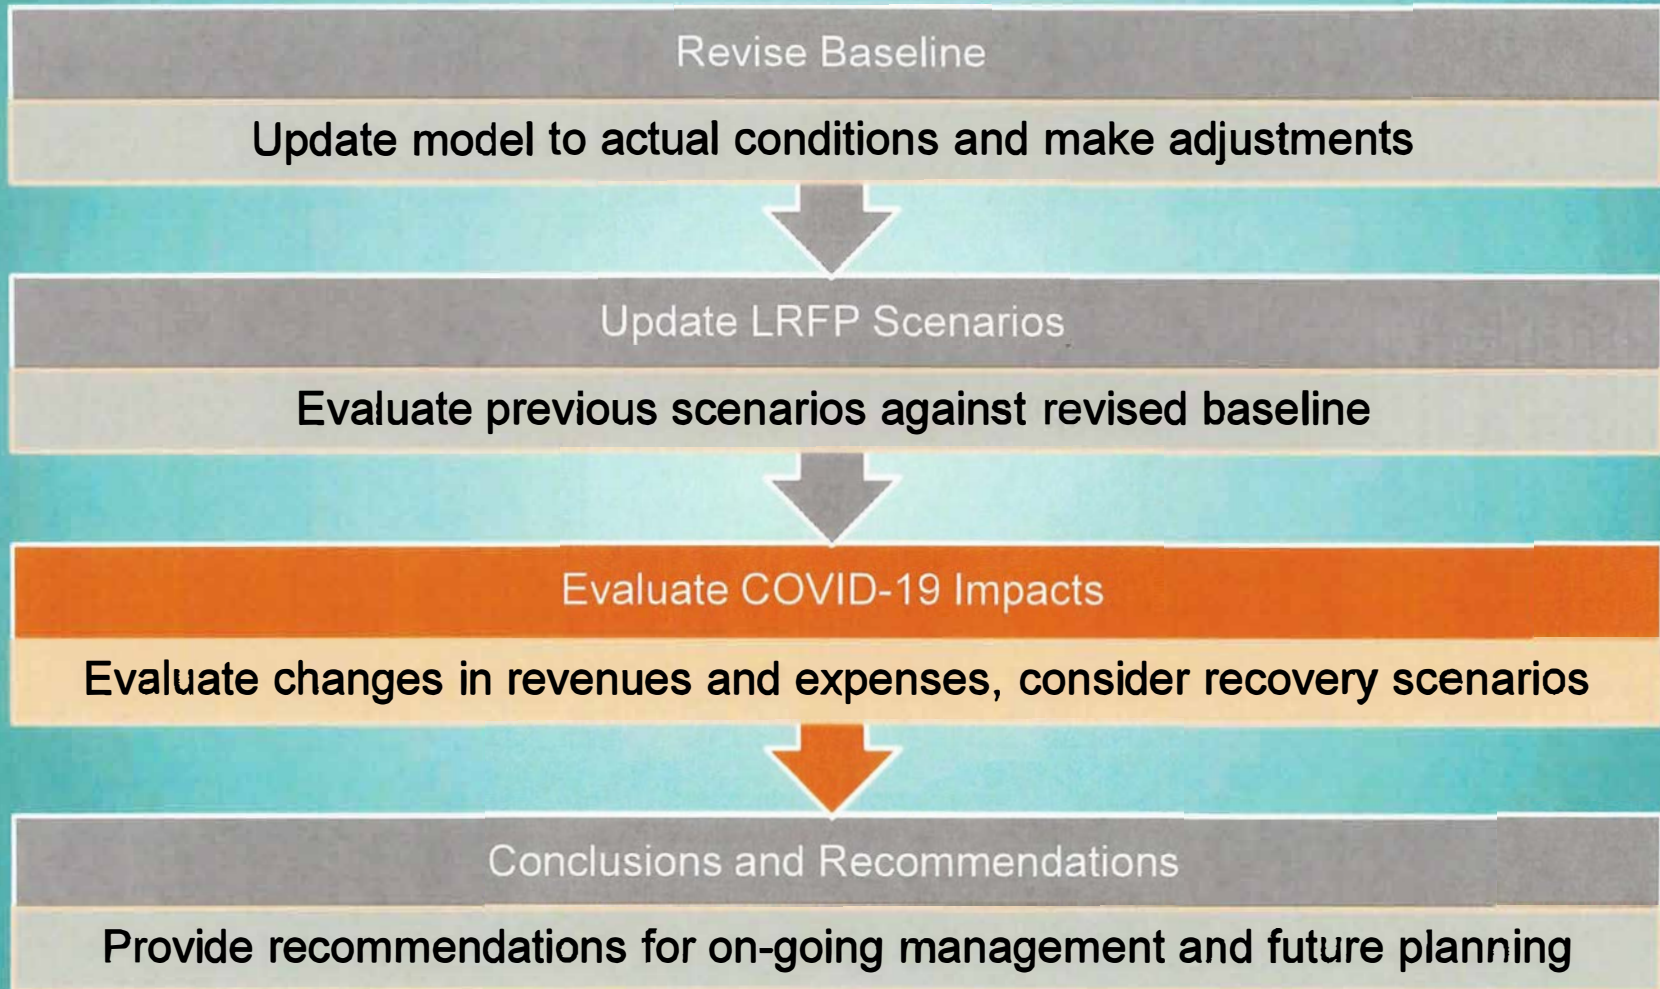 Revise Baseline
Update model to actual conditions and make adjustments
Update LRFP Scenarios
Evaluate previous scenarios against revised baseline
Evaluate COVID-19 Impacts
Evaluate changes in revenues and expenses, consider recovery scenarios
Conclusions and Recommendations
Provide recommendations for on-going management and future planning